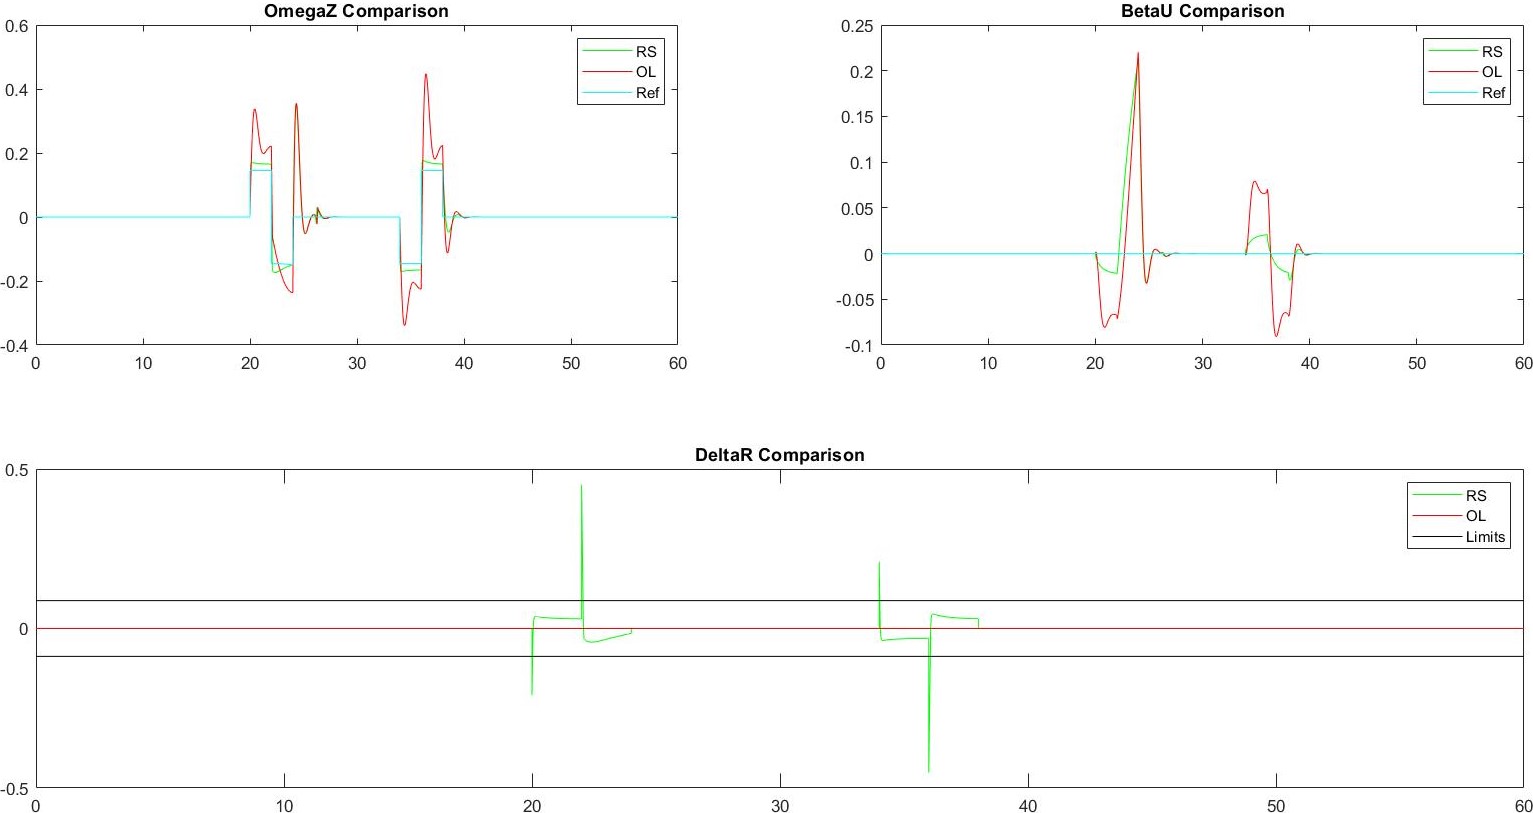 OmegaZ Comparison
0.6
0.4
0.2
0
-0.2
-0.4
0 10 20 30 40 50 60
RS
OL
Ref
BetaU Comparison
0.25
0.2
0.15
0.1
0.05
0
-0.05
-0.1
0 10 20 30 40 50 60
RS
OL
Ref
DeltaR Comparison
0.5
0
-0.5
0 10 20 30 40 50 60
RS
OL
Limits